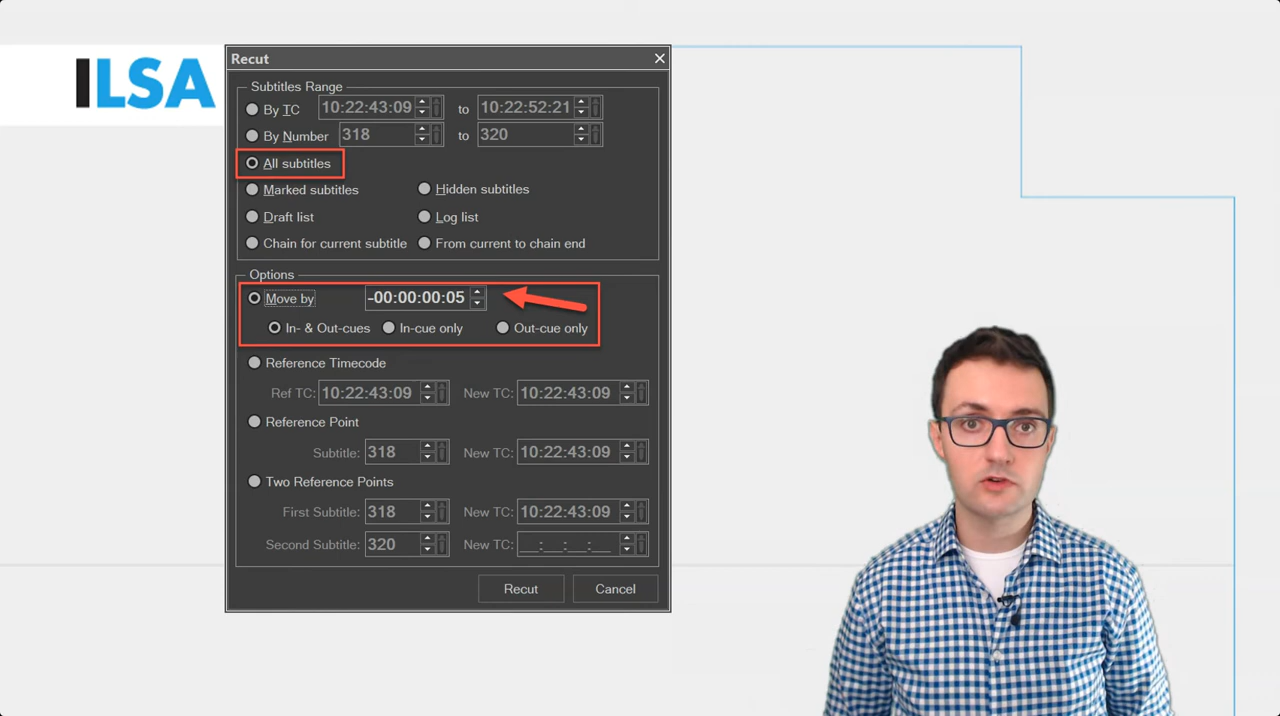 ILSA
Recut
Subtitles Range
By TC 10:22:43:09 to 10:22:52:21
By Number 318 to 320
All subtitles
Marked subtitles Hidden subtitles
Draft list Log list
Chain for current subtitle From current to chain end
Options
Move by -00:00:00:05
In- & Out-cues In-cue only Out-cue only
Reference Timecode
Ref TC: 10:22:43:09 New TC: 10:22:43:09
Reference Point
Subtitle: 318 New TC: 10:22:43:09
Two Reference Points
First Subtitle: 318 New TC: 10:22:43:09
Second Subtitle: 320 New TC: __:__:__:__
Recut Cancel